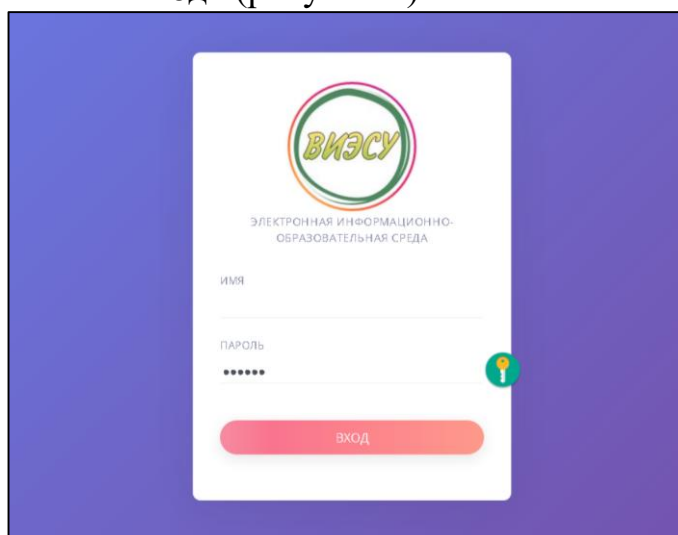 ВИЭСУ
ЭЛЕКТРОННАЯ ИНФОРМАЦИОННО-
ОБРАЗОВАТЕЛЬНАЯ СРЕДА
ИМЯ
ПАРОЛЬ
••••••
ВХОД